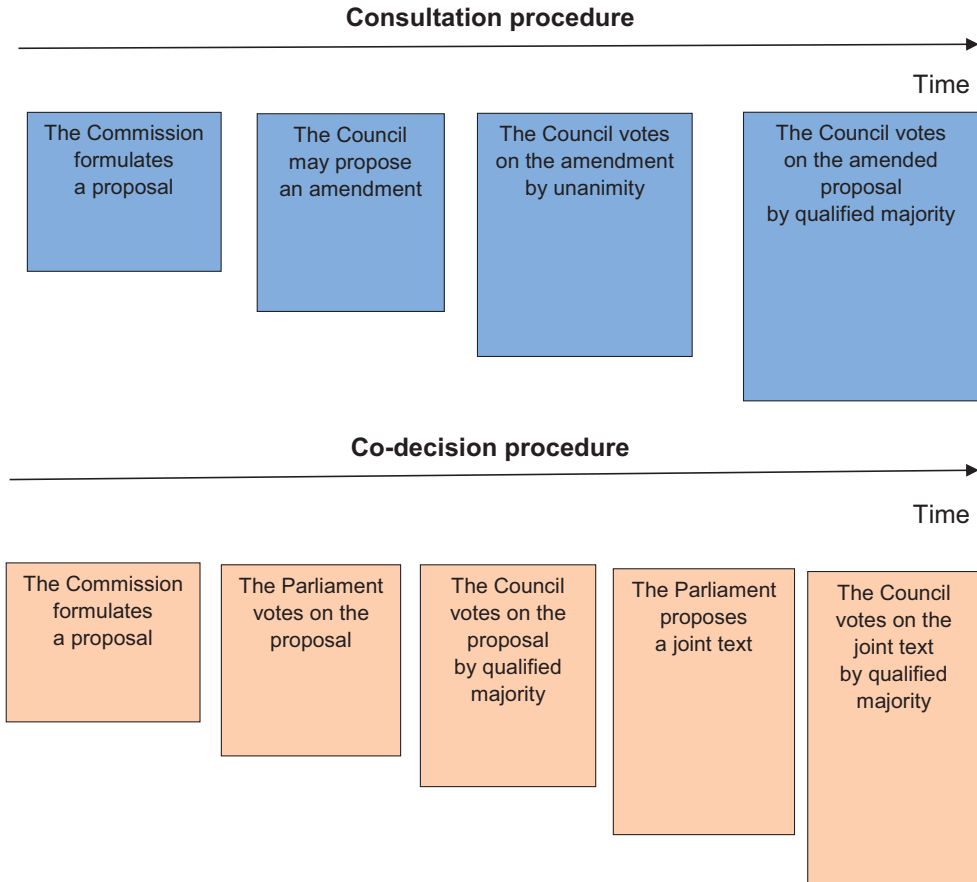 Consultation procedure
Time
The Commission
formulates
a proposal
The Council
may propose
an amendment
The Council votes
on the amendment
by unanimity
The Council votes
on the amended
proposal
by qualified majority
Co-decision procedure
Time
The Commission
formulates
a proposal
The Parliament
votes on the
proposal
The Council
votes on the
proposal
by qualified
majority
The Parliament
proposes
a joint text
The Council
votes on the
joint text
by qualified
majority